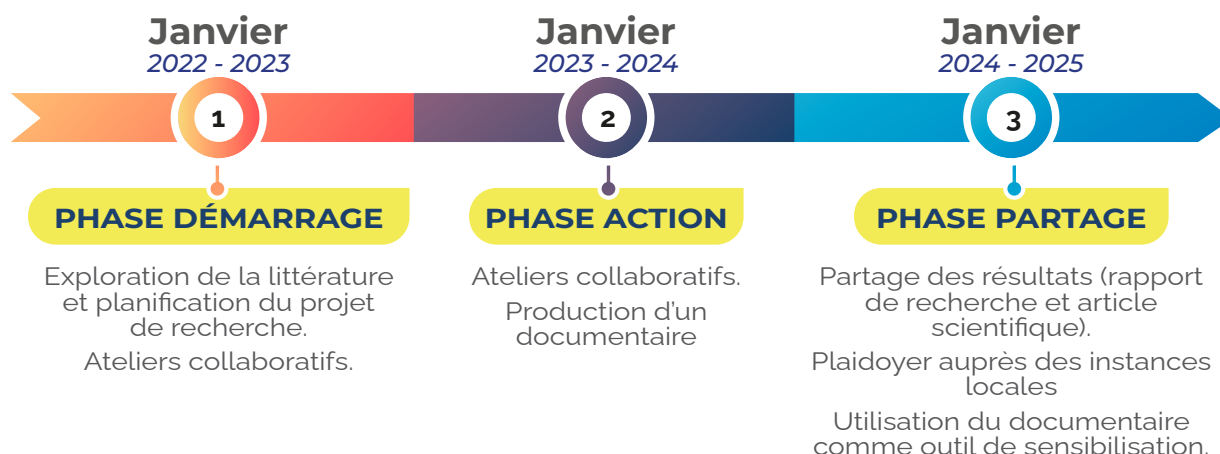 Janvier
2022 - 2023
1
PHASE DÉMARRAGE
Exploration de la littérature
et planification du projet
de recherche.
Ateliers collaboratifs.
Janvier
2023 - 2024
2
PHASE ACTION
Ateliers collaboratifs.
Production d'un
documentaire
Janvier
2024 - 2025
3
PHASE PARTAGE
Partage des résultats (rapport
de recherche et article
scientifique).
Plaidoyer auprès des instances
locales
Utilisation du documentaire
comme outil de sensibilisation.